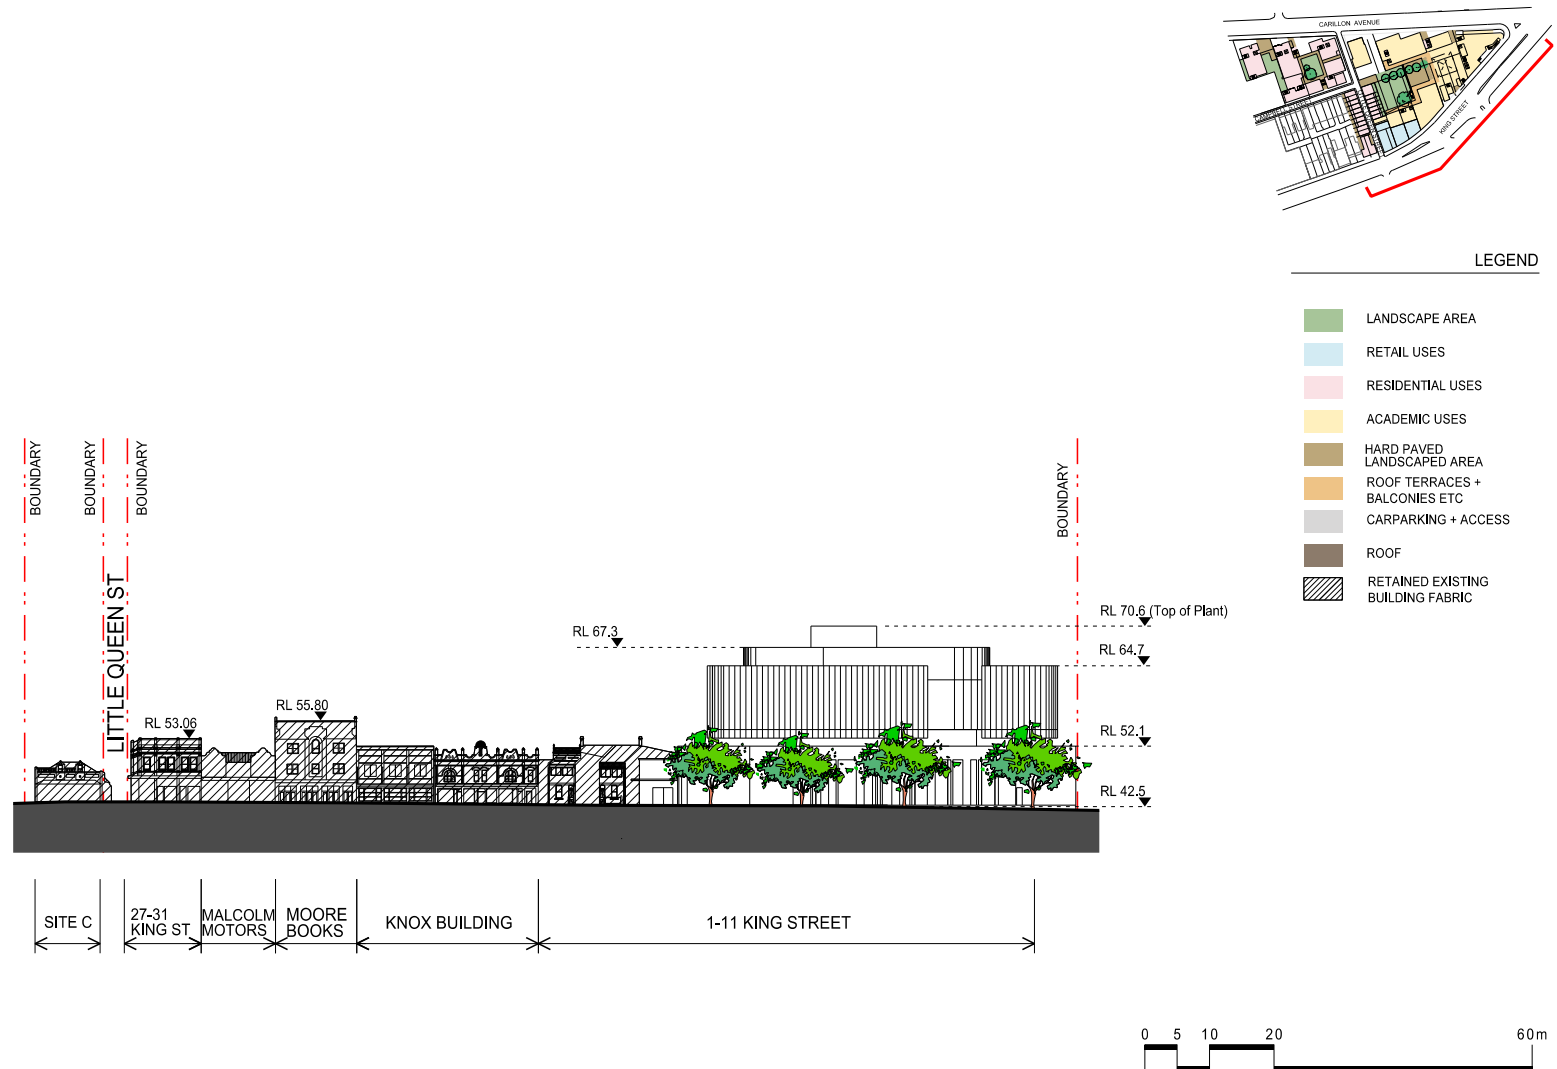 CARILLON AVENUE
KING STREET
LEGEND
LANDSCAPE AREA
RETAIL USES
RESIDENTIAL USES
ACADEMIC USES
HARD PAVED
LANDSCAPED AREA
ROOF TERRACES +
BALCONIES ETC
CARPARKING + ACCESS
ROOF
RETAINED EXISTING
BUILDING FABRIC
BOUNDARY
BOUNDARY
BOUNDARY
BOUNDARY
LITTLE QUEEN ST
RL 53.06
RL 55.80
RL 67.3
RL 70.6 (Top of Plant)
RL 64.7
RL 52.1
RL 42.5
SITE C
27-31
KING ST
MALCOLM
MOTORS
MOORE
BOOKS
KNOX BUILDING
1-11 KING STREET
0 5 10 20 60m